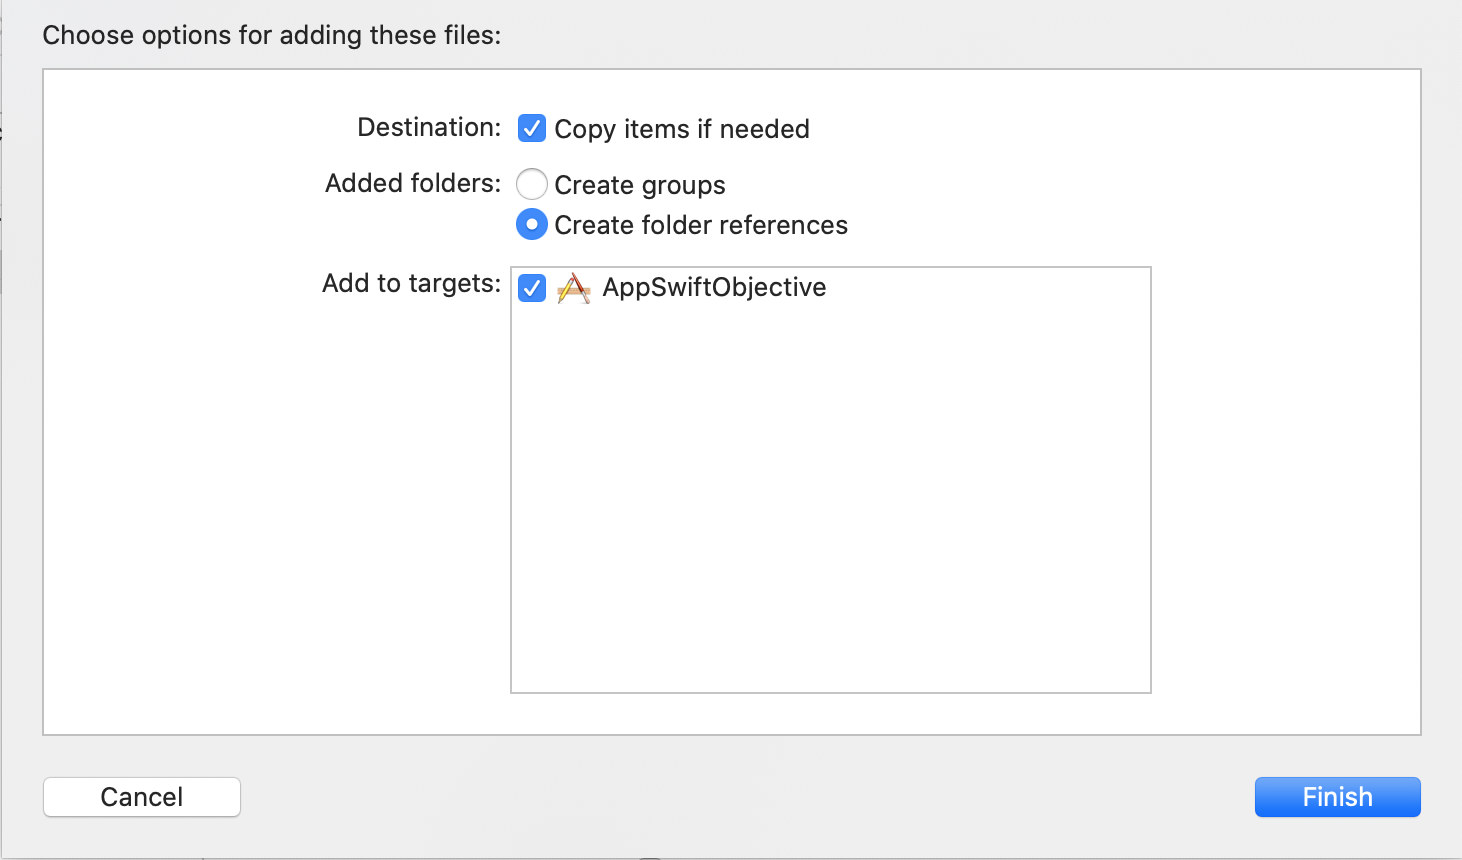 Choose options for adding these files:
Destination: Copy items if needed
Added folders: Create groups
Create folder references
Add to targets: AppSwiftObjective
Cancel Finish